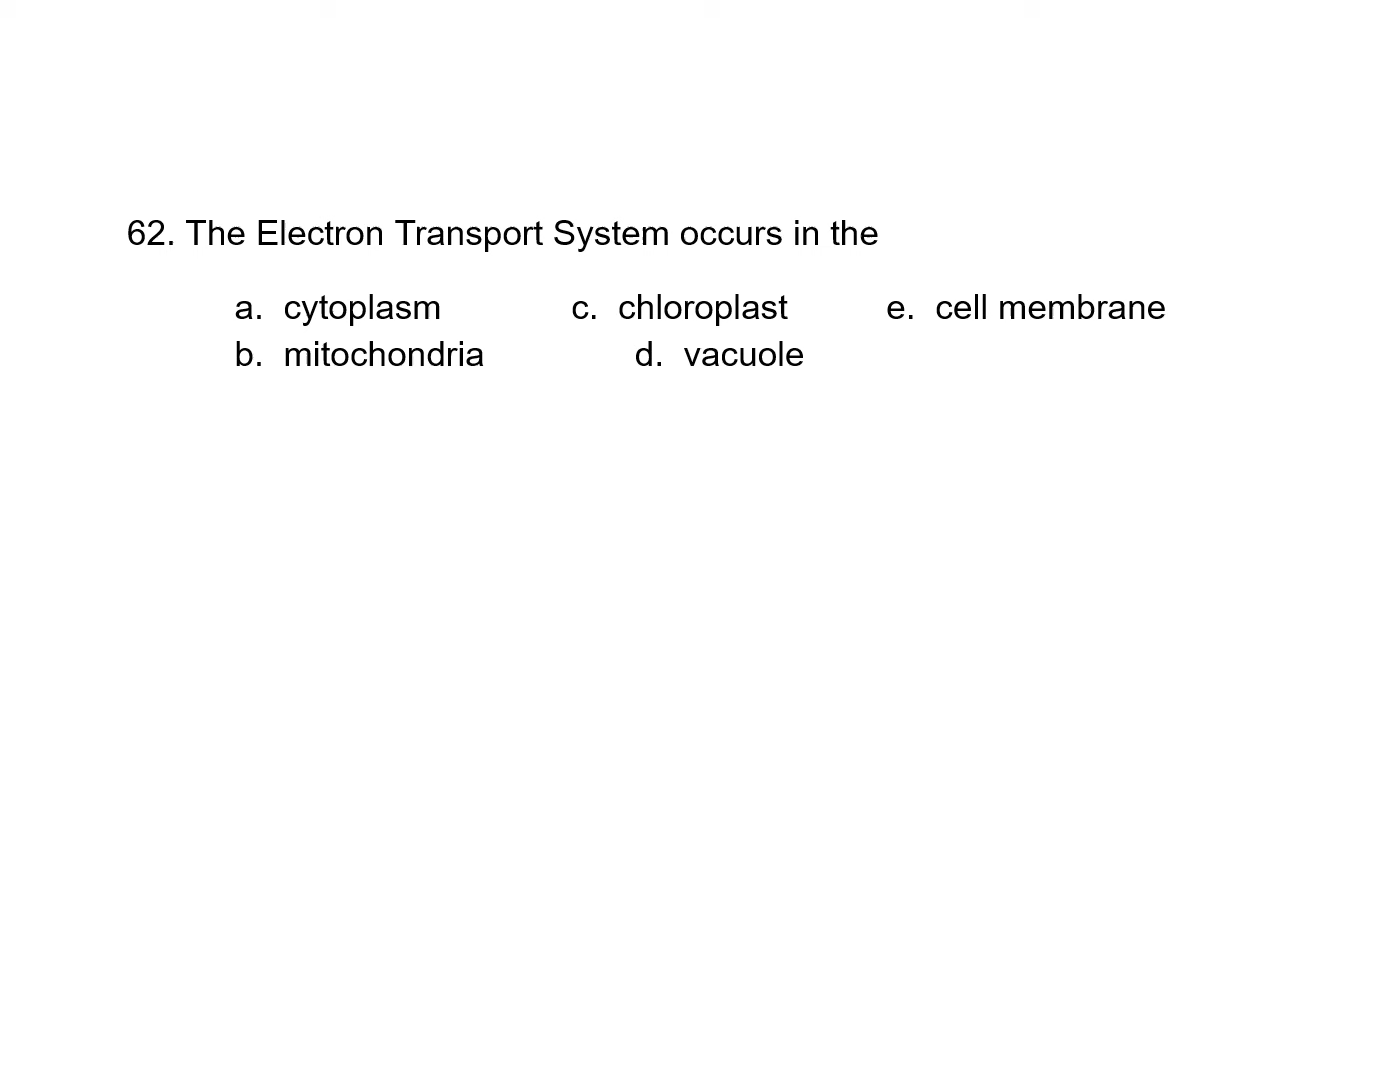 62. The Electron Transport System occurs in the
a. cytoplasm c. chloroplast e. cell membrane
b. mitochondria d. vacuole